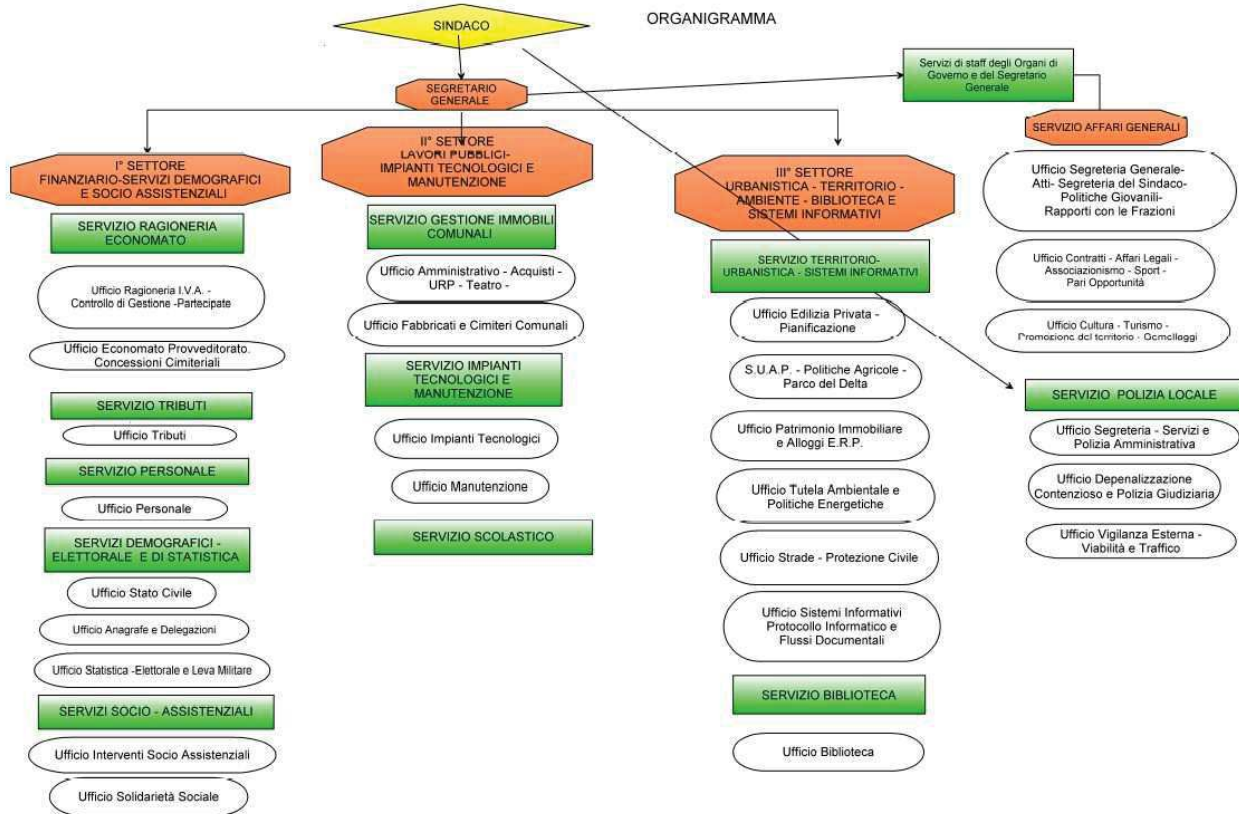 ORGANIGRAMMA
SINDACO
SEGRETARIO
GENERALE
Servizi di staff degli Organi di
Governo e del Segretario
Generale
I° SETTORE
FINANZIARIO-SERVIZI DEMOGRAFICI
E SOCIO ASSISTENZIALI
SERVIZIO RAGIONERIA
ECONOMATO
Ufficio Ragioneria I.V.A. -
Controllo di Gestione -Partecipate
Ufficio Economato Provveditorato.
Concessioni Cimiteriali
SERVIZIO TRIBUTI
Ufficio Tributi
SERVIZIO PERSONALE
Ufficio Personale
SERVIZI DEMOGRAFICI -
ELETTORALE E DI STATISTICA
Ufficio Stato Civile
Ufficio Anagrafe e Delegazioni
Ufficio Statistica -Elettorale e Leva Militare
SERVIZI SOCIO - ASSISTENZIALI
Ufficio Interventi Socio Assistenziali
Ufficio Solidarietà Sociale
II° SETTORE
LAVORI PUBBLICI-
IMPIANTI TECNOLOGICI E
MANUTENZIONE
SERVIZIO GESTIONE IMMOBILI
COMUNALI
Ufficio Amministrativo - Acquisti -
URP - Teatro -
Ufficio Fabbricati e Cimiteri Comunali
SERVIZIO IMPIANTI
TECNOLOGICI E
MANUTENZIONE
Ufficio Impianti Tecnologici
Ufficio Manutenzione
SERVIZIO SCOLASTICO
III° SETTORE
URBANISTICA - TERRITORIO -
AMBIENTE - BIBLIOTECA E
SISTEMI INFORMATIVI
SERVIZIO TERRITORIO-
URBANISTICA - SISTEMI INFORMATIVI
Ufficio Edilizia Privata -
Pianificazione
S.U.A.P. - Politiche Agricole -
Parco del Delta
Ufficio Patrimonio Immobiliare
e Alloggi E.R.P.
Ufficio Tutela Ambientale e
Politiche Energetiche
Ufficio Strade - Protezione Civile
Ufficio Sistemi Informativi
Protocollo Informatico e
Flussi Documentali
SERVIZIO BIBLIOTECA
Ufficio Biblioteca
SERVIZIO AFFARI GENERALI
Ufficio Segreteria Generale-
Atti- Segreteria del Sindaco-
Politiche Giovanili-
Rapporti con le Frazioni
Ufficio Contratti - Affari Legali -
Associazionismo - Sport -
Pari Opportunità
Ufficio Cultura - Turismo -
Promozione del territorio - Gemellaggi
SERVIZIO POLIZIA LOCALE
Ufficio Segreteria - Servizi e
Polizia Amministrativa
Ufficio Depenalizzazione
Contenzioso e Polizia Giudiziaria
Ufficio Vigilanza Esterna -
Viabilità e Traffico